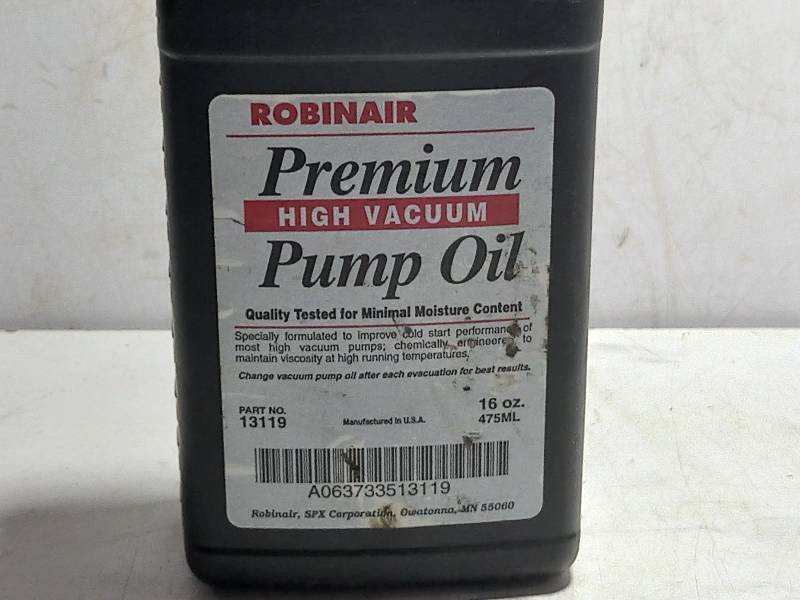 ROBINAIR
Premium
HIGH VACUUM
Pump Oil
Quality Tested for Minimal Moisture Content
Specially formulated to improve cold start performance of
most high vacuum pumps; chemically engineered to
maintain viscosity at high running temperatures.
Change vacuum pump oil after each evacuation for best results.
PART NO.
13119
Manufactured in U.S.A.
16 oz.
475ML
A063733513119
Robinair, SPX Corporation, Owatonna, MN 55060